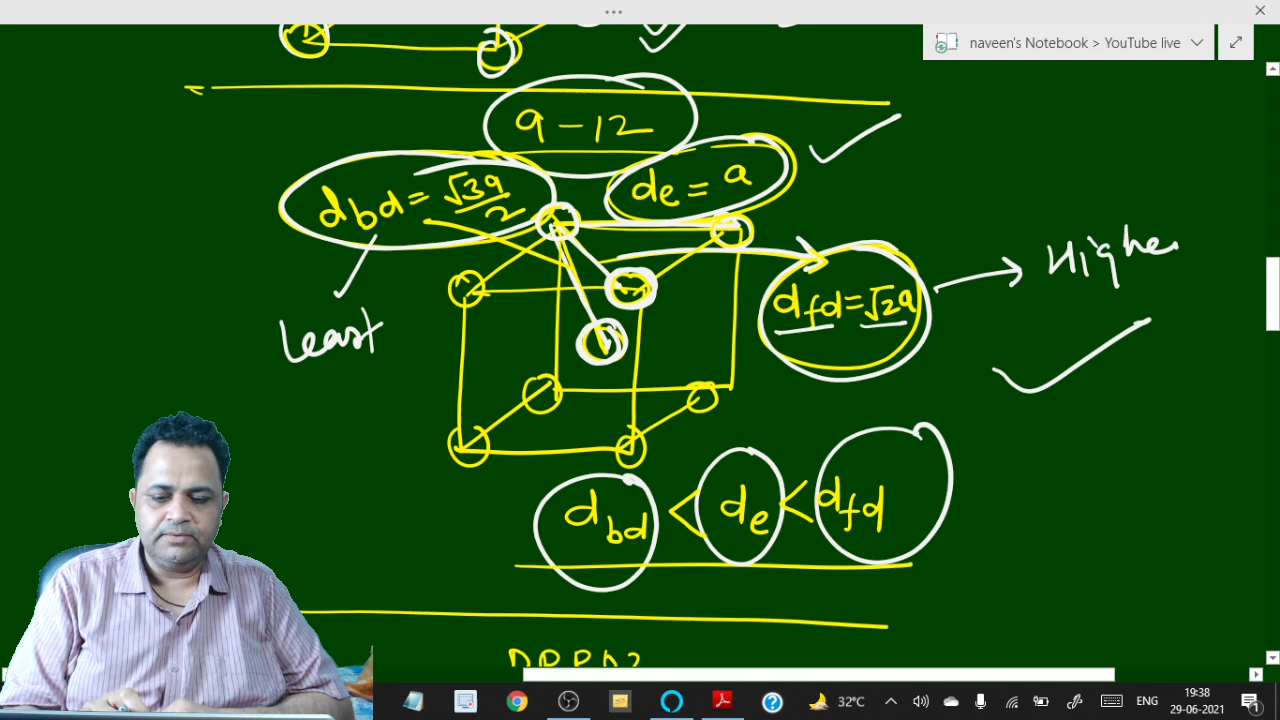 naveen's Notebook > YouTube live
9-12
dbd = √3a/2
de = a
dfd = √2a
Higher
Least
dbd < de < dfd
32°C
ENG
19:38
29-06-2021